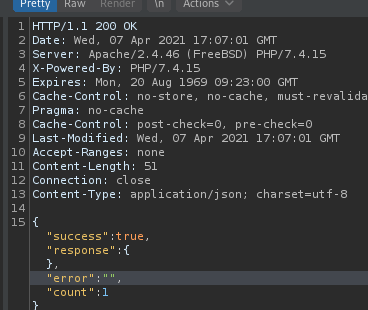 Pretty Raw Render \n Actions
1 HTTP/1.1 200 OK
2 Date: Wed, 07 Apr 2021 17:07:01 GMT
3 Server: Apache/2.4.46 (FreeBSD) PHP/7.4.15
4 X-Powered-By: PHP/7.4.15
5 Expires: Mon, 20 Aug 1969 09:23:00 GMT
6 Cache-Control: no-store, no-cache, must-revalida
7 Pragma: no-cache
8 Cache-Control: post-check=0, pre-check=0
9 Last-Modified: Wed, 07 Apr 2021 17:07:01 GMT
10 Accept-Ranges: none
11 Content-Length: 51
12 Connection: close
13 Content-Type: application/json; charset=utf-8
14
15 {
"success":true,
"response":{
},
"error":"",
"count":1
}